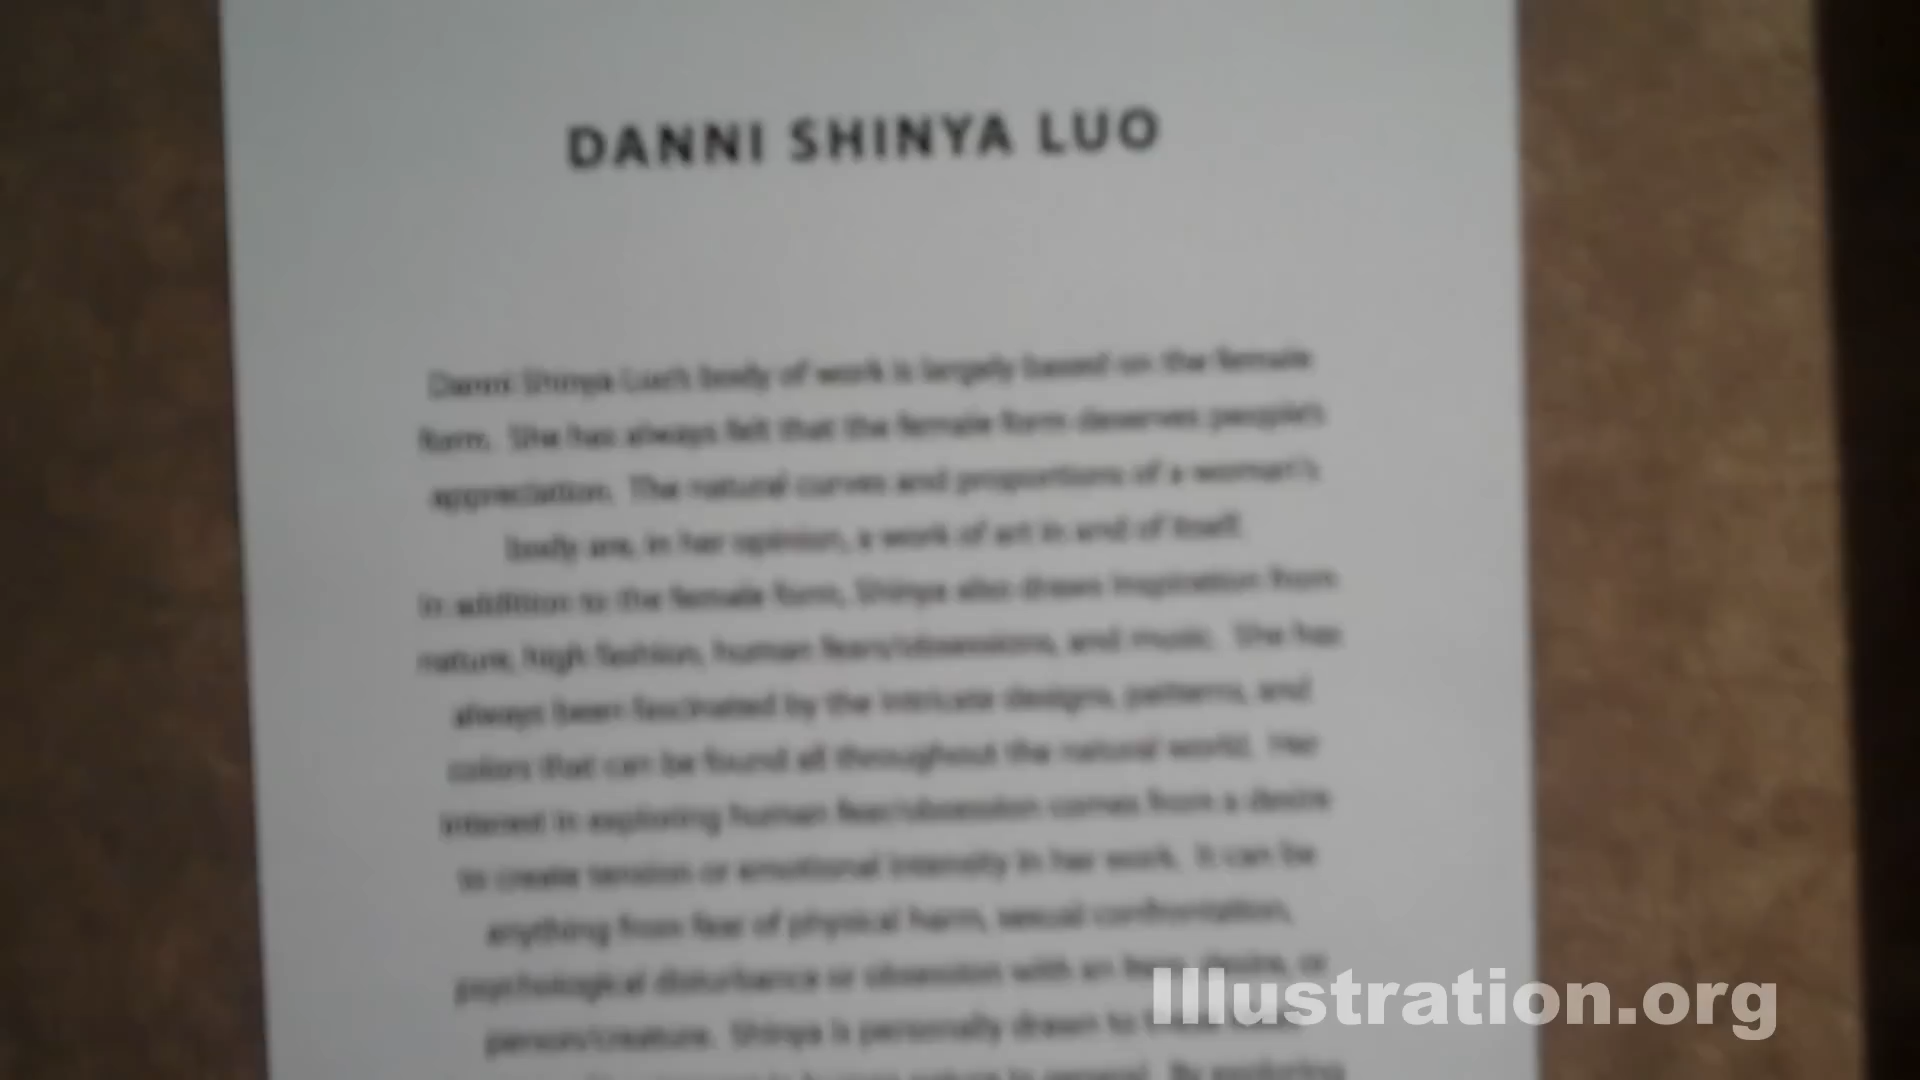 DANNI SHINYA LUO
Danni Shinya Luo's body of work is largely based on the female
form. She has always felt that the female form deserves people's
appreciation. The natural curves and proportions of a woman's
body are, in her opinion, a work of art in and of itself.
In addition to the female form, Shinya also draws inspiration from
nature, high fashion, human fears/obsessions, and music. She has
always been fascinated by the intricate designs, patterns, and
colors that can be found all throughout the natural world. Her
interest in exploring human fear/obsession comes from a desire
to create tension or emotional intensity in her work. It can be
anything from fear of physical harm, sexual confrontation,
psychological disturbance or obsession with an desire, or
person/creature. Shinya is personally drawn to
human nature in general. By exploring
Illustration.org